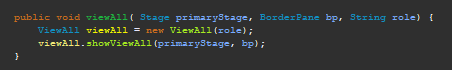 public void viewAll( Stage primaryStage, BorderPane bp, String role) {
ViewAll viewAll = new ViewAll(role);
viewAll.showViewAll(primaryStage, bp);
}